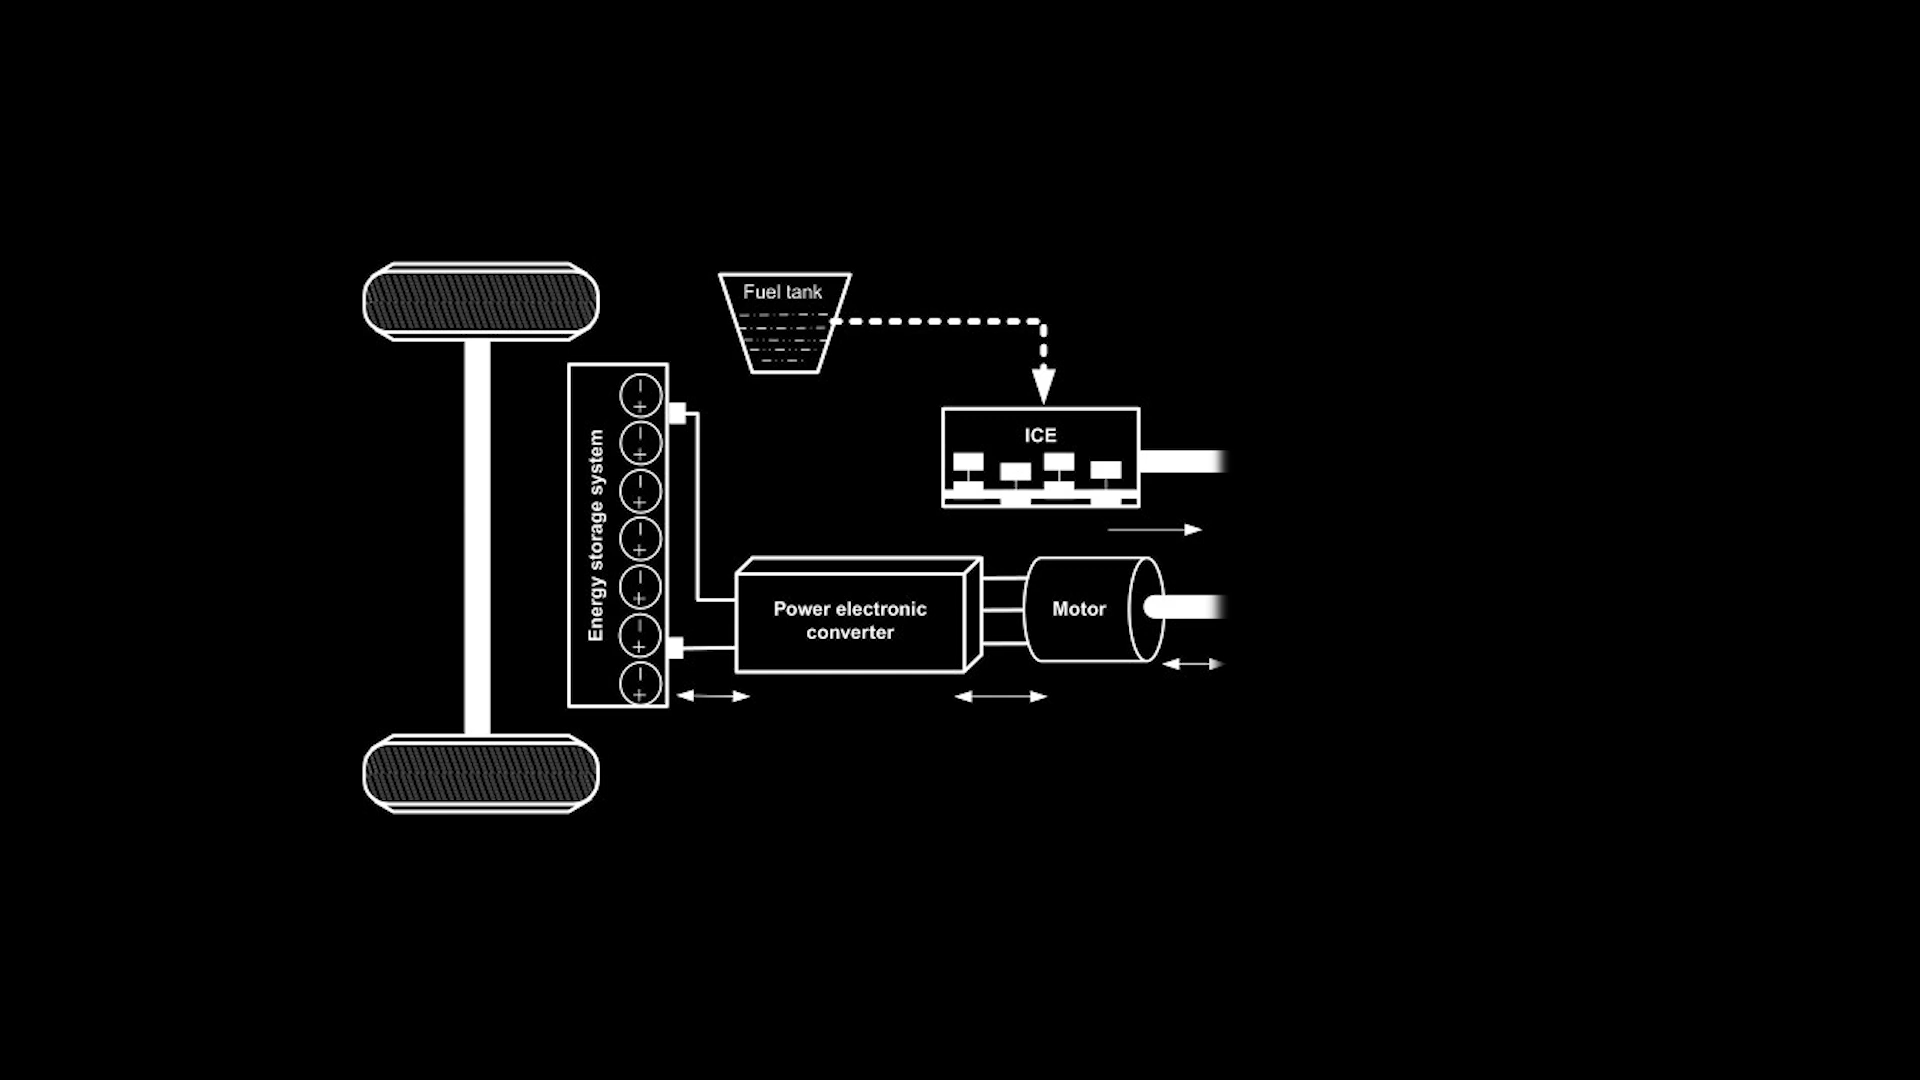 Fuel tank
ICE
Energy storage system
Power electronic
converter
Motor